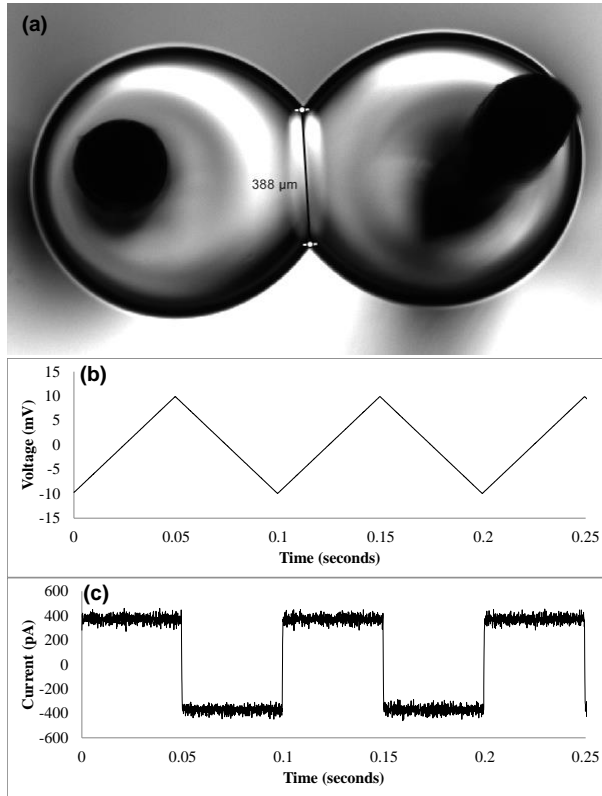 (a)
388 µm
(b)
15
10
5
0
-5
-10
-15
Voltage (mV)
0 0.05 0.1 0.15 0.2 0.25
Time (seconds)
(c)
600
400
200
0
-200
-400
-600
Current (pA)
0 0.05 0.1 0.15 0.2 0.25
Time (seconds)